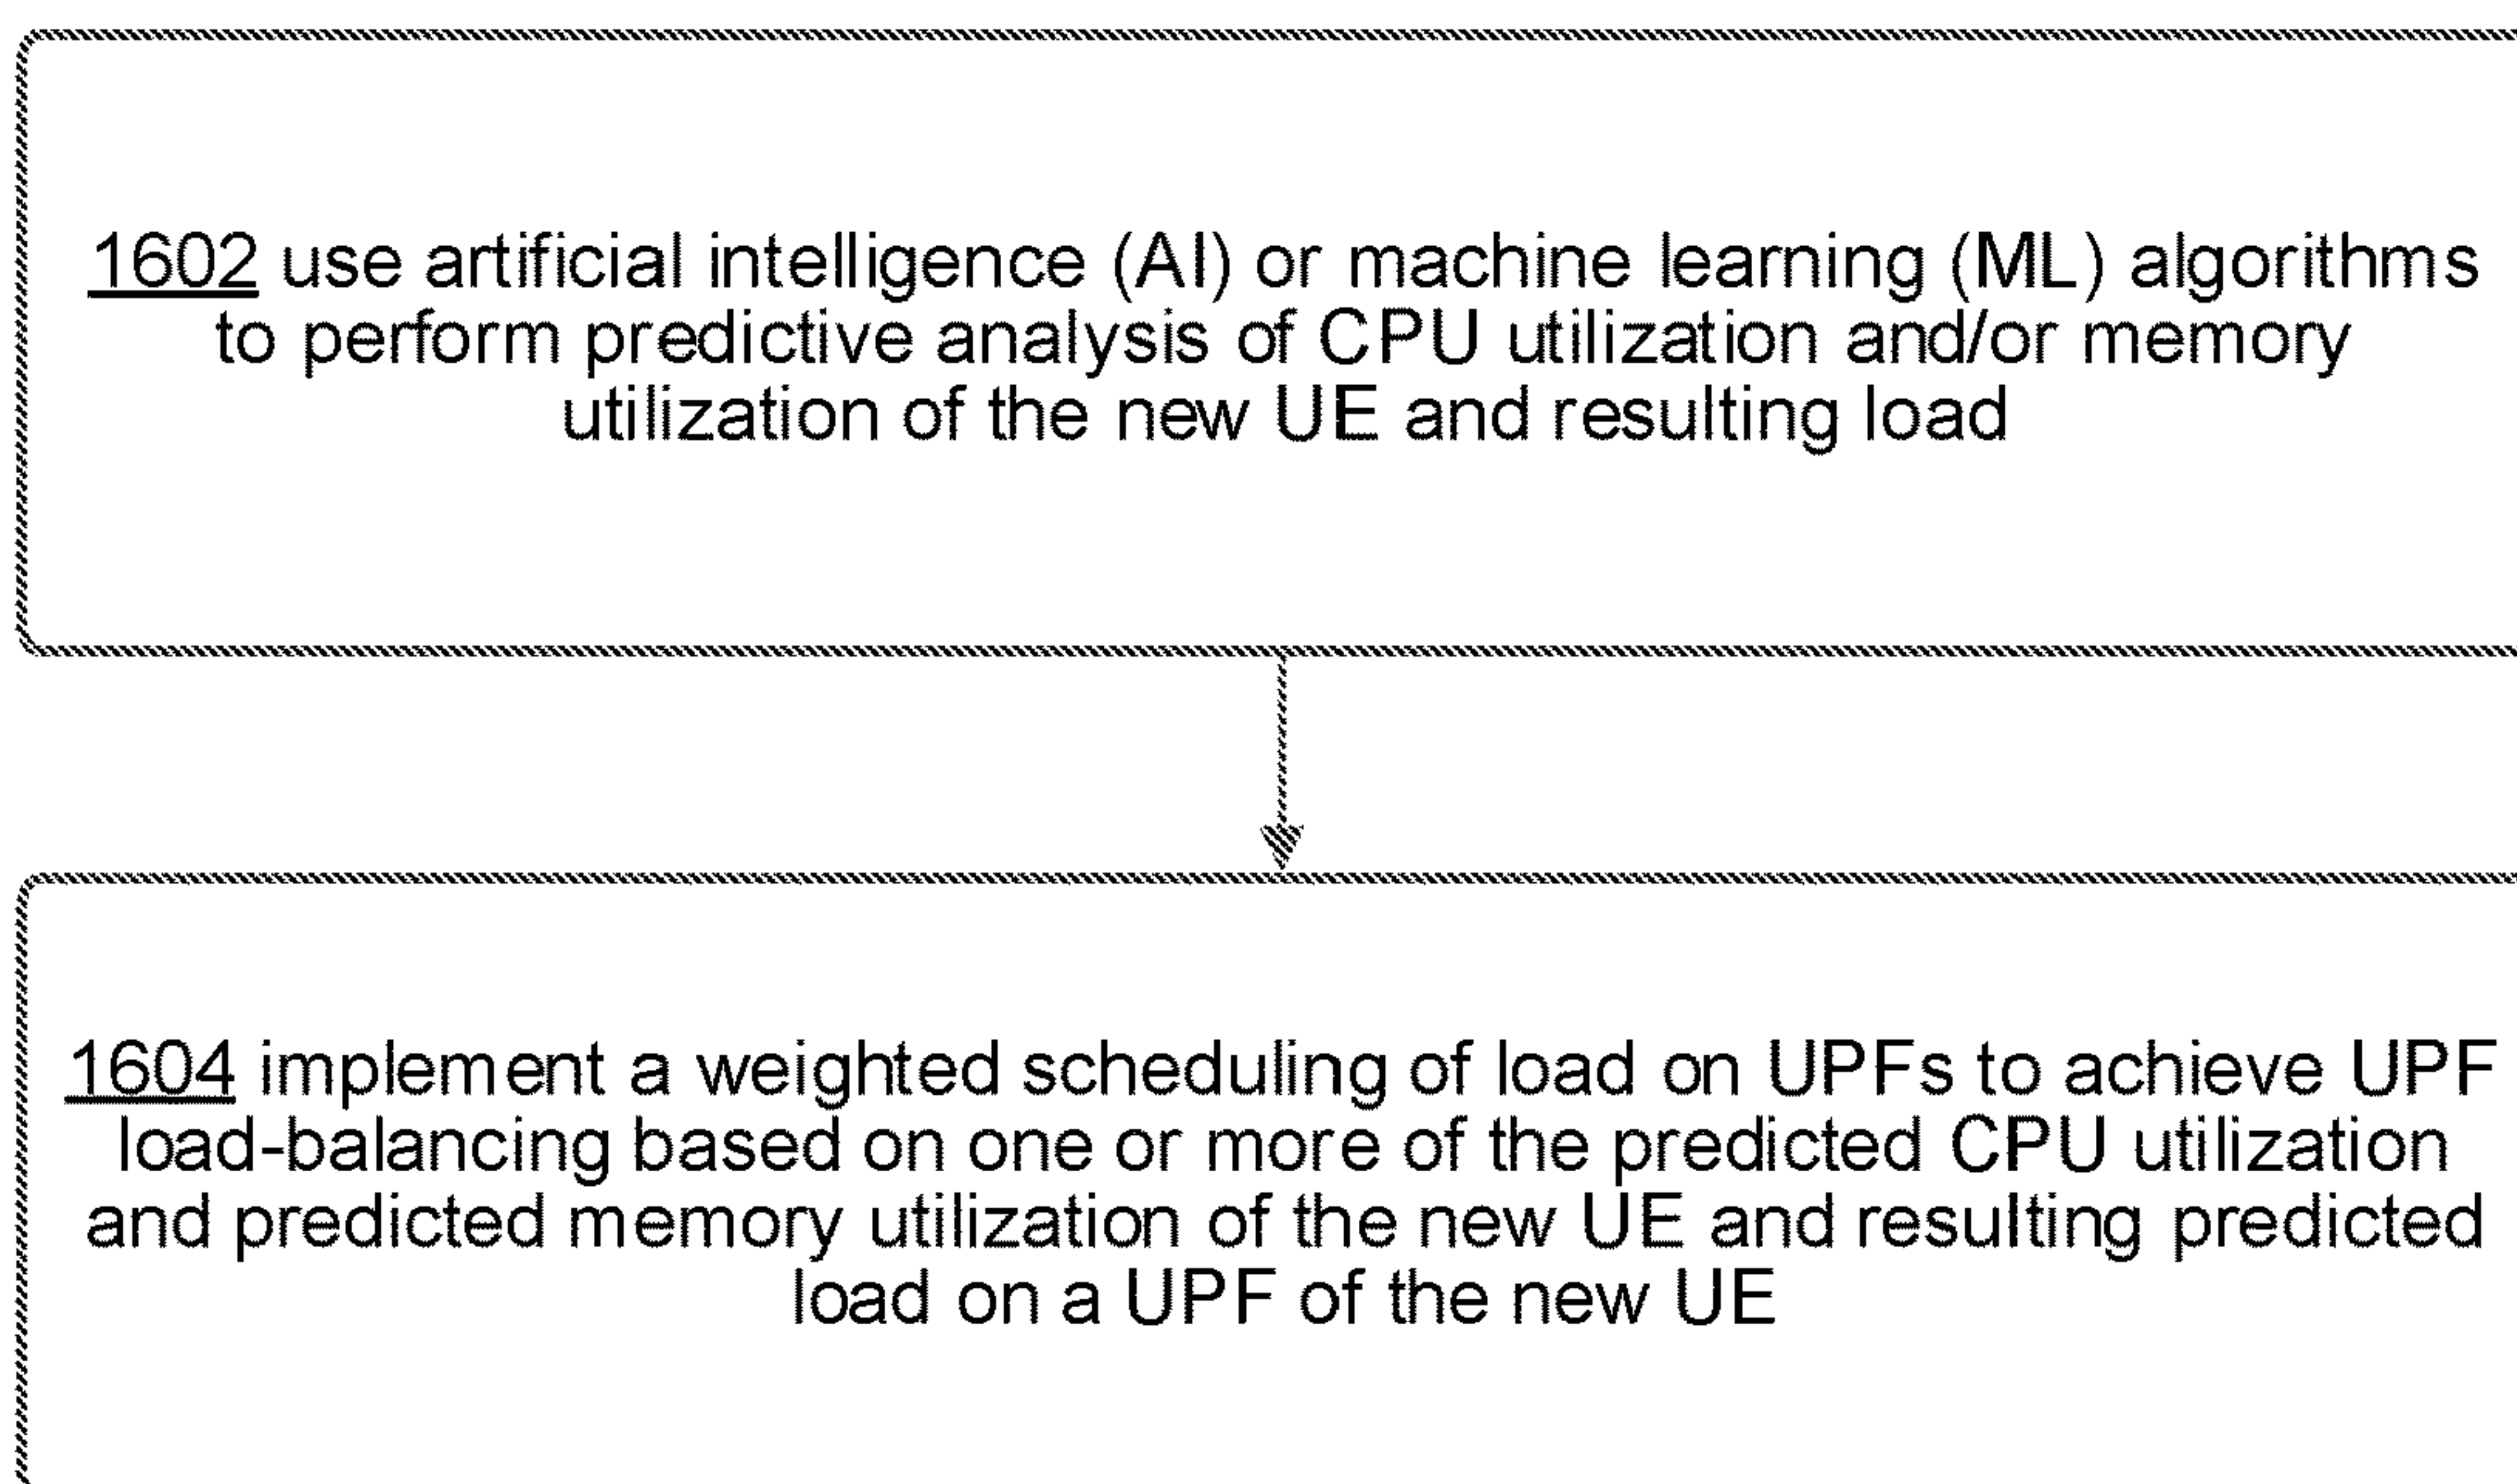 1602 use artificial intelligence (AI) or machine learning (ML) algorithms
to perform predictive analysis of CPU utilization and/or memory
utilization of the new UE and resulting load
1604 implement a weighted scheduling of load on UPFs to achieve UPF
load-balancing based on one or more of the predicted CPU utilization
and predicted memory utilization of the new UE and resulting predicted
load on a UPF of the new UE